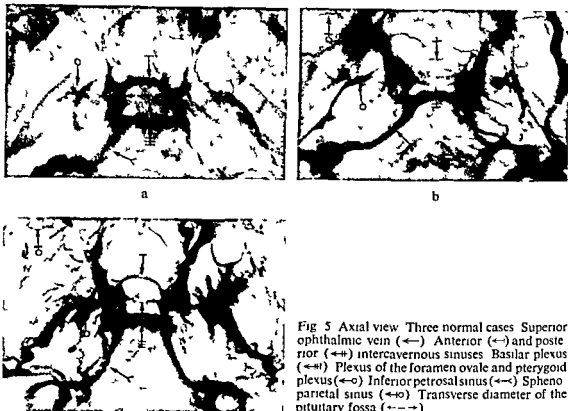 a
b
Fig 5 Axial view Three normal cases Superior
ophthalmic vein (←) Anterior (↔) and poste
rior (↔+) intercavernous sinuses Basilar plexus
Plexus of the foramen ovale and pterygoid
plexus (←o) Inferior petrosal sinus (←<) Spheno
parietal sinus Transverse diameter of the
pituitary fossa (←--→)